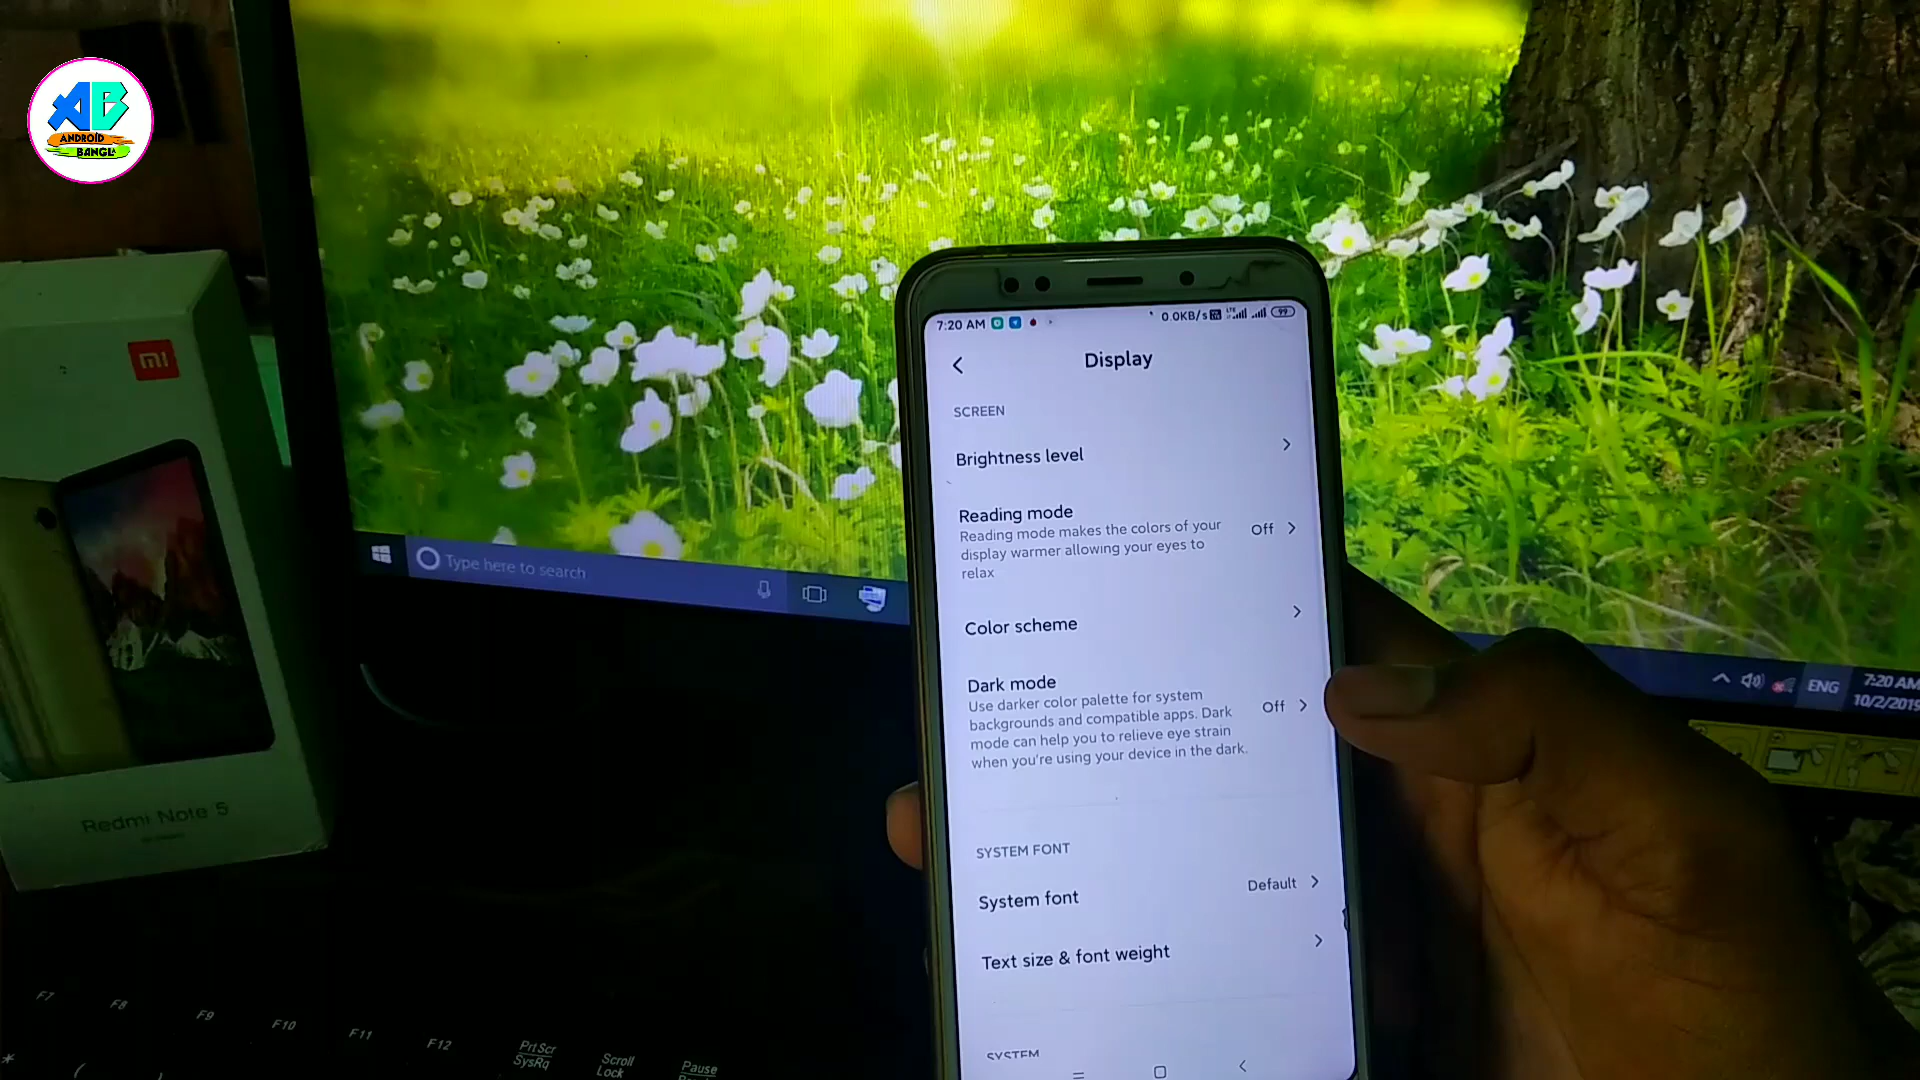 AB
ANDROID
BANGLA
mi
Redmi Note 5
Type here to search
7:20 AM
0.0KB/s
99
Display
SCREEN
Brightness level
Reading mode
Reading mode makes the colors of your
display warmer allowing your eyes to
relax
Off
Color scheme
Dark mode
Use darker color palette for system
backgrounds and compatible apps. Dark
mode can help you to relieve eye strain
when you're using your device in the dark.
Off
SYSTEM FONT
System font
Default
Text size & font weight
SYSTEM
ENG
7:20 AM
10/2/2019
F7
F8
F9
F10
F11
F12
PrtScr
SysRq
Scroll
Lock
Pause
*
(
)